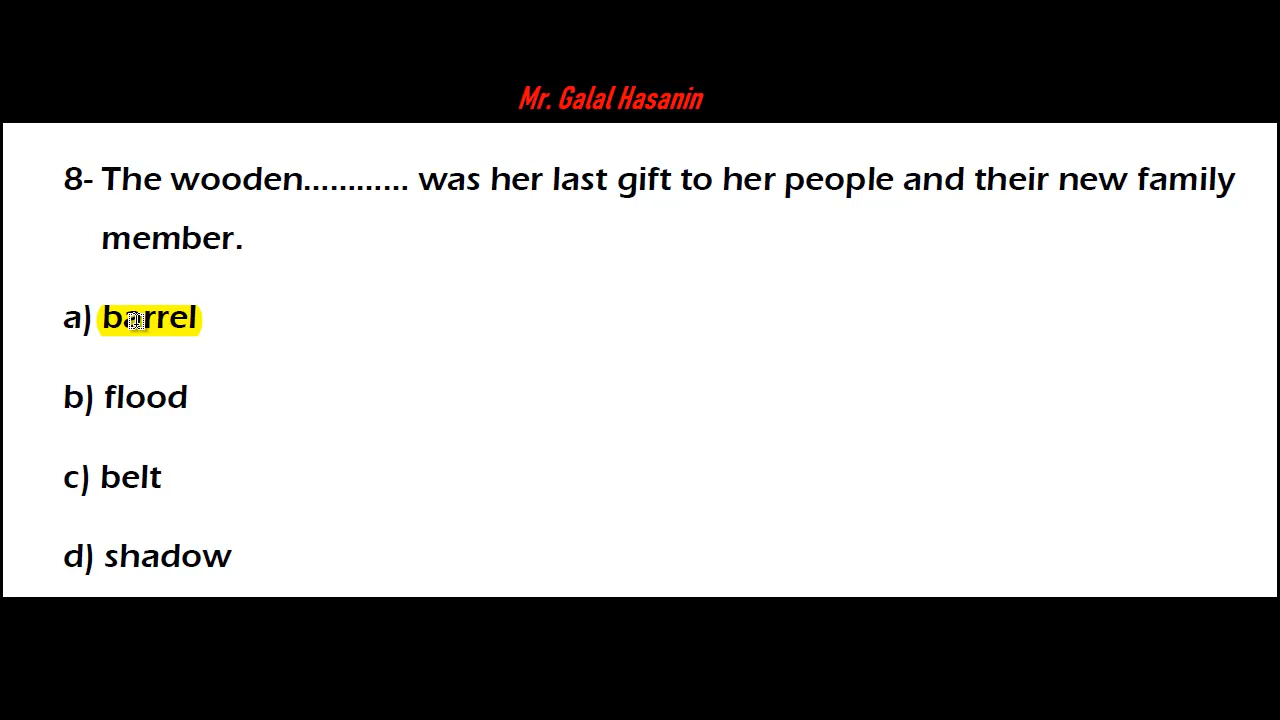 Mr. Galal Hasanin
8- The wooden............ was her last gift to her people and their new family
member.
a) barrel
b) flood
c) belt
d) shadow